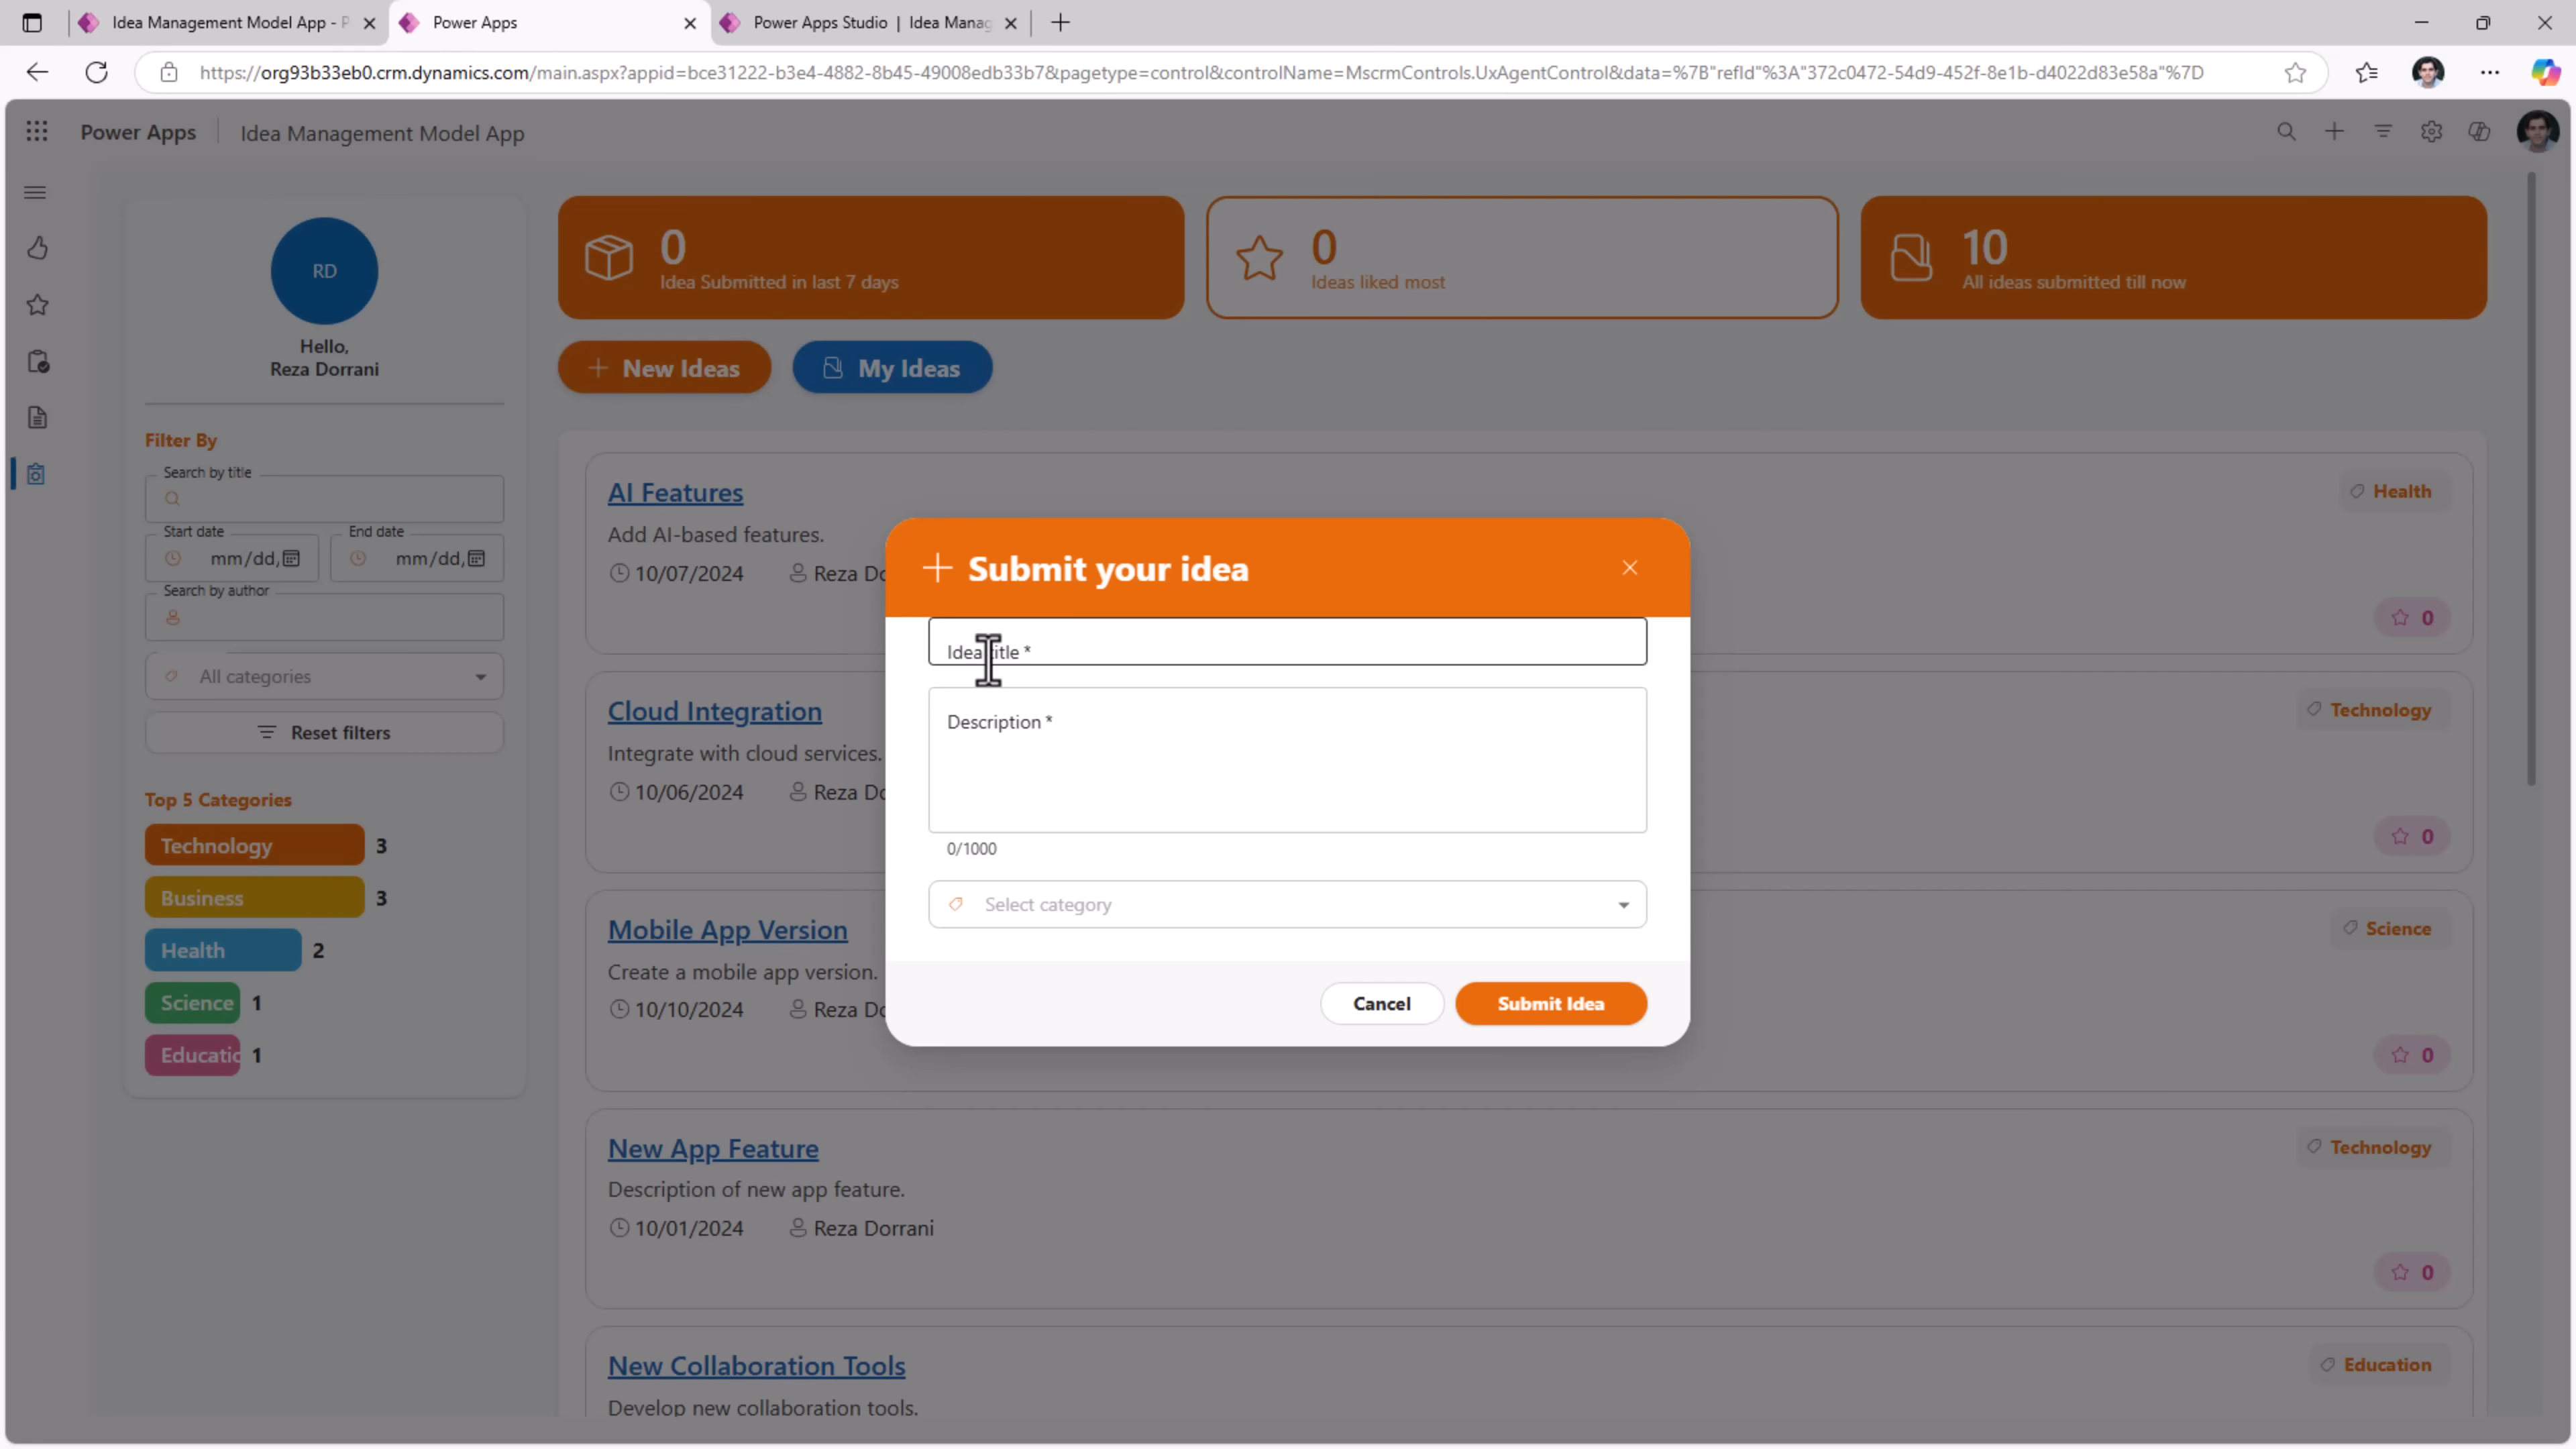 Idea Management Model App - P
Power Apps
Power Apps Studio | Idea Manag
https://org93b33eb0.crm.dynamics.com/main.aspx?appid=bce31222-b3e4-4882-8b45-49008edb33b7&pagetype=control&controlName=MscrmControls.UxAgentControl&data=%7B"refId"%3A"372c0472-54d9-452f-8e1b-d4022d83e58a"%7D
Power Apps
Idea Management Model App
RD
Hello,
Reza Dorrani
Filter By
Search by title
Start date
End date
mm/dd,
mm/dd,
Search by author
All categories
Reset filters
Top 5 Categories
Technology 3
Business 3
Health 2
Science 1
Educatic 1
0
Idea Submitted in last 7 days
0
Ideas liked most
10
All ideas submitted till now
New Ideas
My Ideas
AI Features
Health
Add AI-based features.
10/07/2024 Reza Do
0
Cloud Integration
Technology
Integrate with cloud services.
10/06/2024 Reza Do
0
Mobile App Version
Science
Create a mobile app version.
10/10/2024 Reza Do
0
New App Feature
Technology
Description of new app feature.
10/01/2024 Reza Dorrani
0
New Collaboration Tools
Education
Develop new collaboration tools.
Submit your idea
Idea title *
Description *
0/1000
Select category
Cancel
Submit Idea